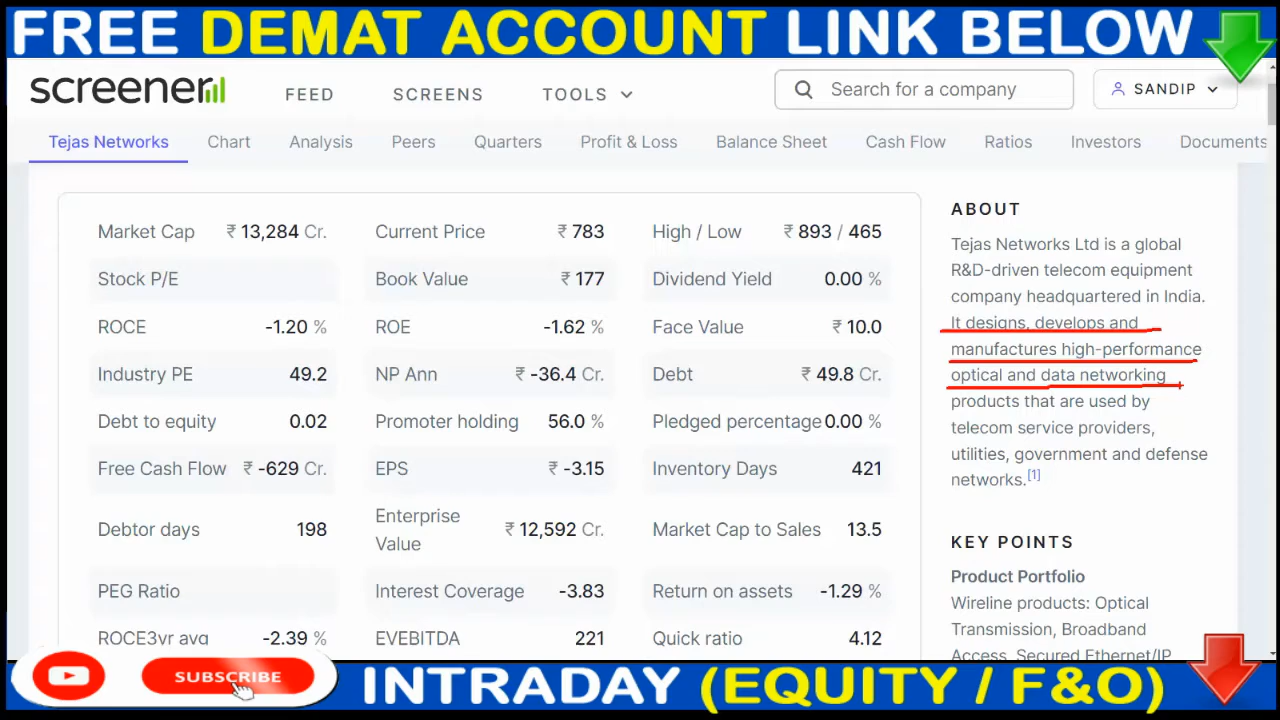 FREE DEMAT ACCOUNT LINK BELOW
screener
FEED SCREENS TOOLS
Search for a company
SANDIP
Tejas Networks Chart Analysis Peers Quarters Profit & Loss Balance Sheet Cash Flow Ratios Investors Documents
Market Cap ₹ 13,284 Cr. Current Price ₹ 783 High / Low ₹ 893 / 465
Stock P/E Book Value ₹ 177 Dividend Yield 0.00 %
ROCE -1.20 % ROE -1.62 % Face Value ₹ 10.0
Industry PE 49.2 NP Ann ₹ -36.4 Cr. Debt ₹ 49.8 Cr.
Debt to equity 0.02 Promoter holding 56.0 % Pledged percentage 0.00 %
Free Cash Flow ₹ -629 Cr. EPS ₹ -3.15 Inventory Days 421
Debtor days 198 Enterprise Value ₹ 12,592 Cr. Market Cap to Sales 13.5
PEG Ratio Interest Coverage -3.83 Return on assets -1.29 %
ROCE3yr avg -2.39 % EVEBITDA 221 Quick ratio 4.12
ABOUT
Tejas Networks Ltd is a global
R&D-driven telecom equipment
company headquartered in India.
It designs, develops and
manufactures high-performance
optical and data networking
products that are used by
telecom service providers,
utilities, government and defense
networks.[1]
KEY POINTS
Product Portfolio
Wireline products: Optical
Transmission, Broadband
Access, Secured Ethernet/IP
SUBSCRIBE
INTRADAY (EQUITY / F&O)